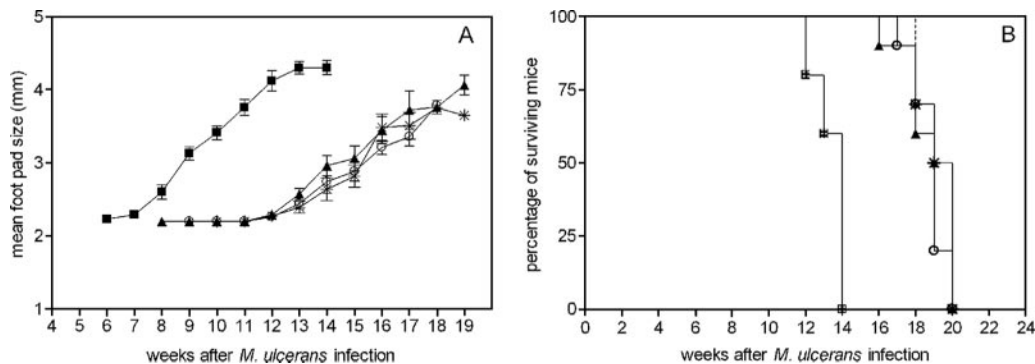 A
mean foot pad size (mm)
5
4
3
2
1
4 5 6 7 8 9 10 11 12 13 14 15 16 17 18 19
weeks after M. ulcerans infection
B
percentage of surviving mice
100
75
50
25
0
0 2 4 6 8 10 12 14 16 18 20 22 24
weeks after M. ulcerans infection